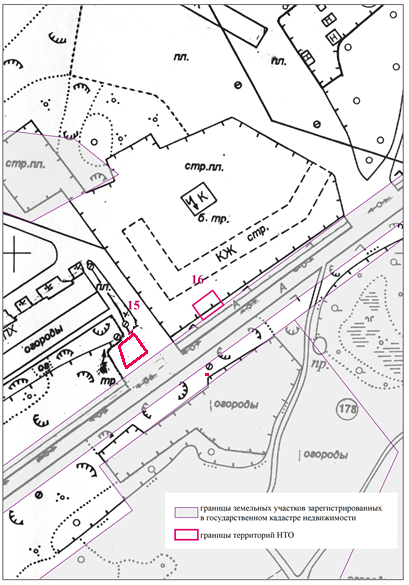 пл.
пл.
Н
Н
Н
стр.пл.
стр.пл.
К
б. тр.
КЖ стр.
16
А
А
пл.
15
пр.
тр.
огороды
178
огороды
границы земельных участков зарегистрированных
в государственном кадастре недвижимости
границы территорий НТО